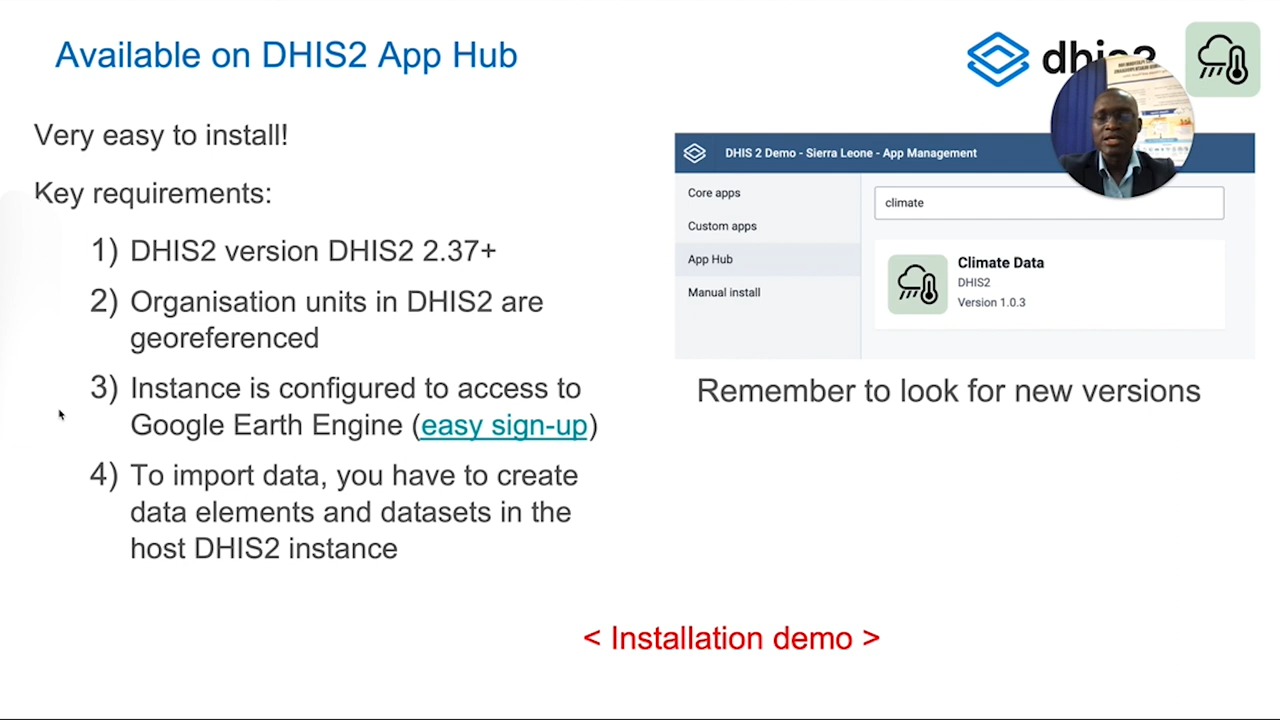 Available on DHIS2 App Hub
Very easy to install!
Key requirements:
1) DHIS2 version DHIS2 2.37+
2) Organisation units in DHIS2 are
georeferenced
3) Instance is configured to access to
Google Earth Engine (easy sign-up)
4) To import data, you have to create
data elements and datasets in the
host DHIS2 instance
DHIS 2 Demo - Sierra Leone - App Management
Core apps
Custom apps
App Hub
Manual install
climate
Climate Data
DHIS2
Version 1.0.3
Remember to look for new versions
< Installation demo >